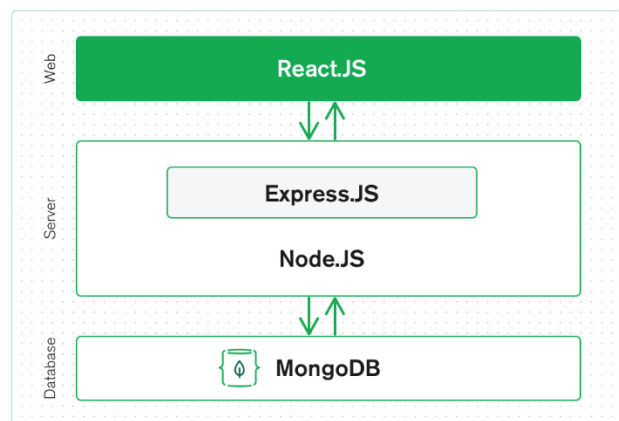 Web
React.JS
Server
Express.JS
Node.JS
Database
MongoDB